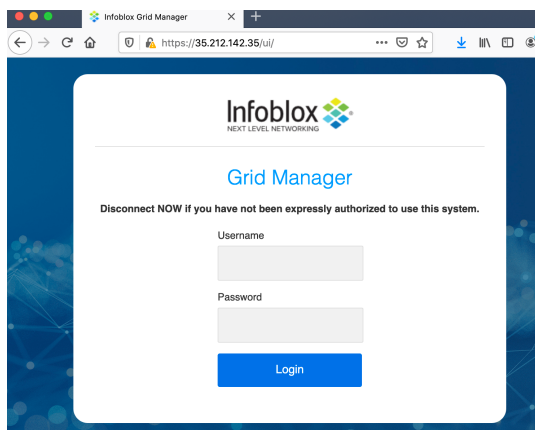 Infoblox Grid Manager
https://35.212.142.35/ui/
Infoblox
NEXT LEVEL NETWORKING
Grid Manager
Disconnect NOW if you have not been expressly authorized to use this system.
Username
Password
Login